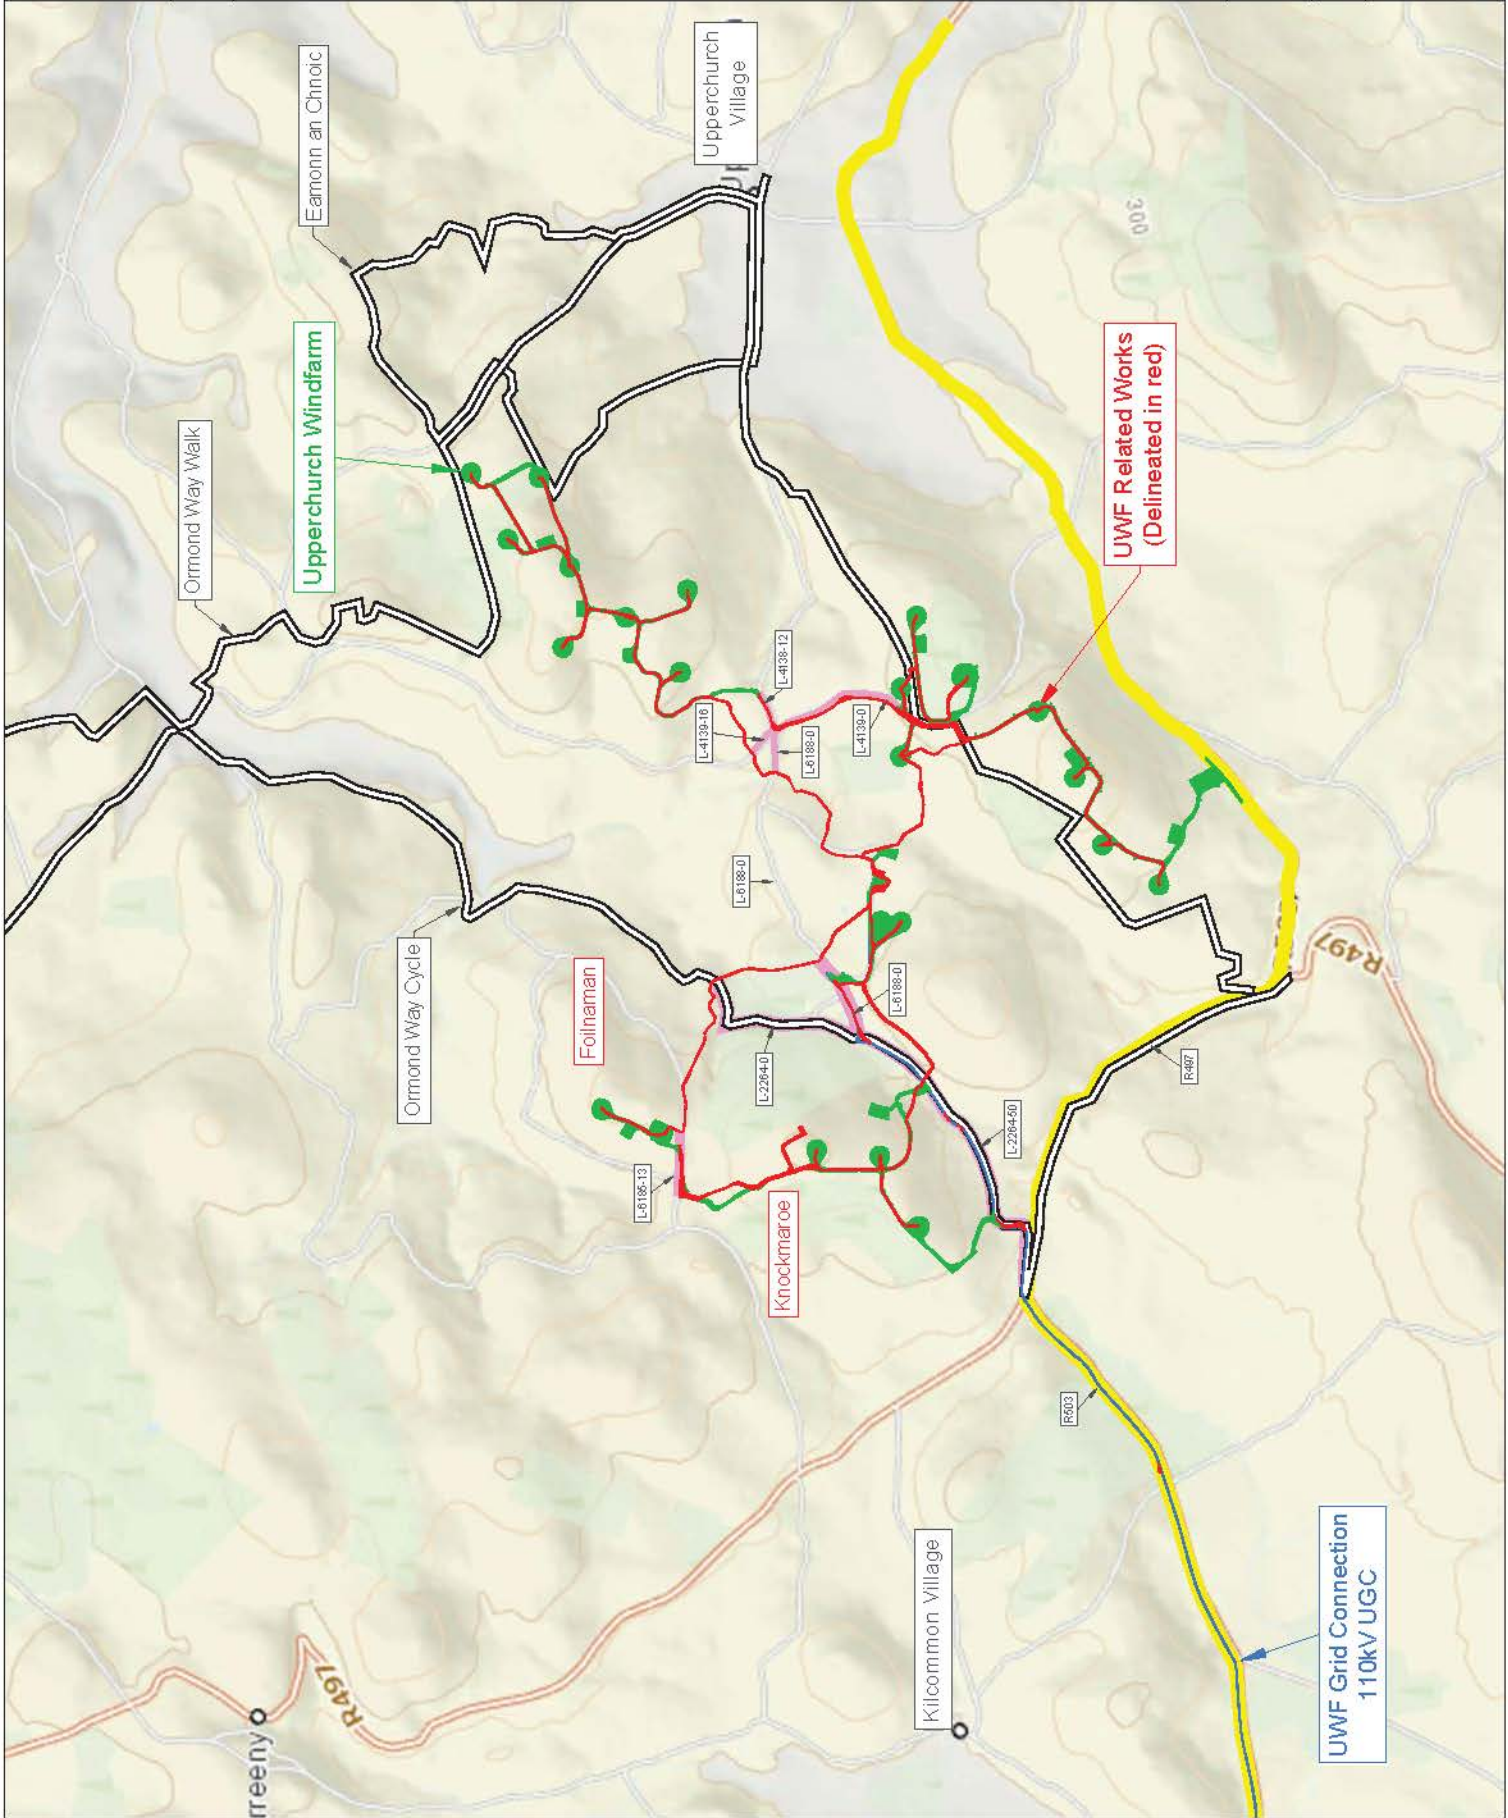 Eamonn an Chnoic
Upperchurch
Village
Up
Ormond Way Walk
Upperchurch Windfarm
300
UWF Related Works
(Delineated in red)
L-4138-12
L-4139-16
L-6188-0
L-4139-0
L-6188-0
Ormond Way Cycle
Foilnaman
L-6188-0
L-2264-0
R497
R497
L-2264-50
L-6185-13
Knockmaroe
R503
Kilcommon Village
R497
rreeny
UWF Grid Connection
110kV UGC